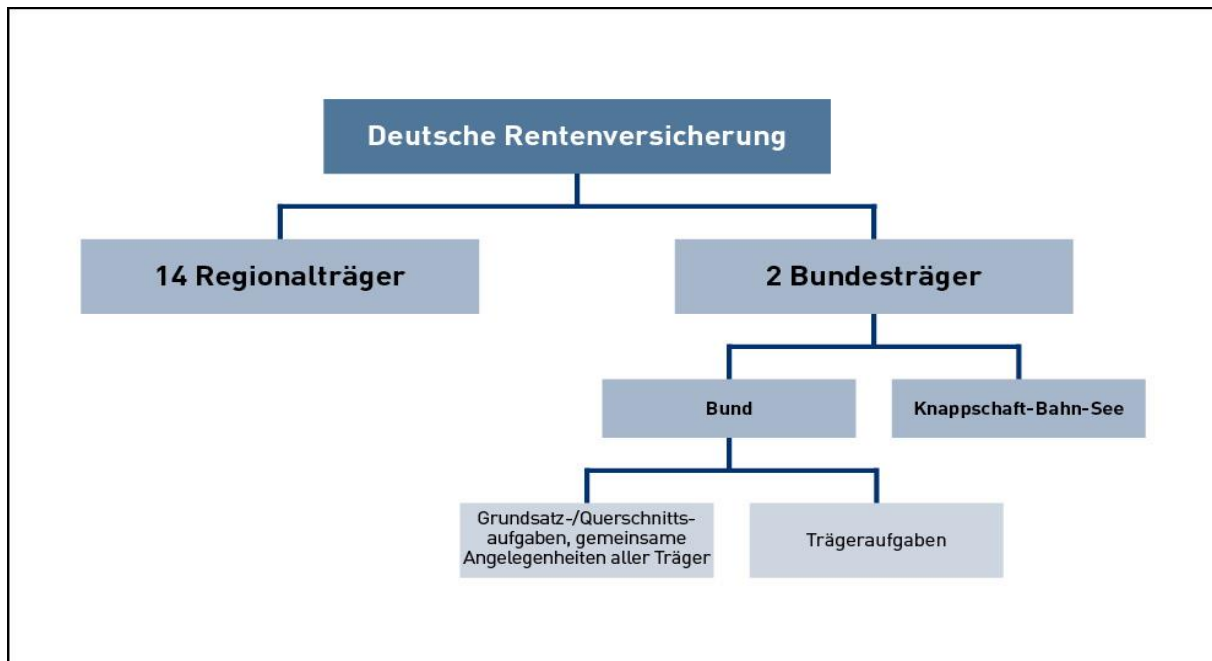 Deutsche Rentenversicherung
14 Regionalträger
2 Bundesträger
Bund
Knappschaft-Bahn-See
Grundsatz-/Querschnitts-
aufgaben, gemeinsame
Angelegenheiten aller Träger
Trägeraufgaben